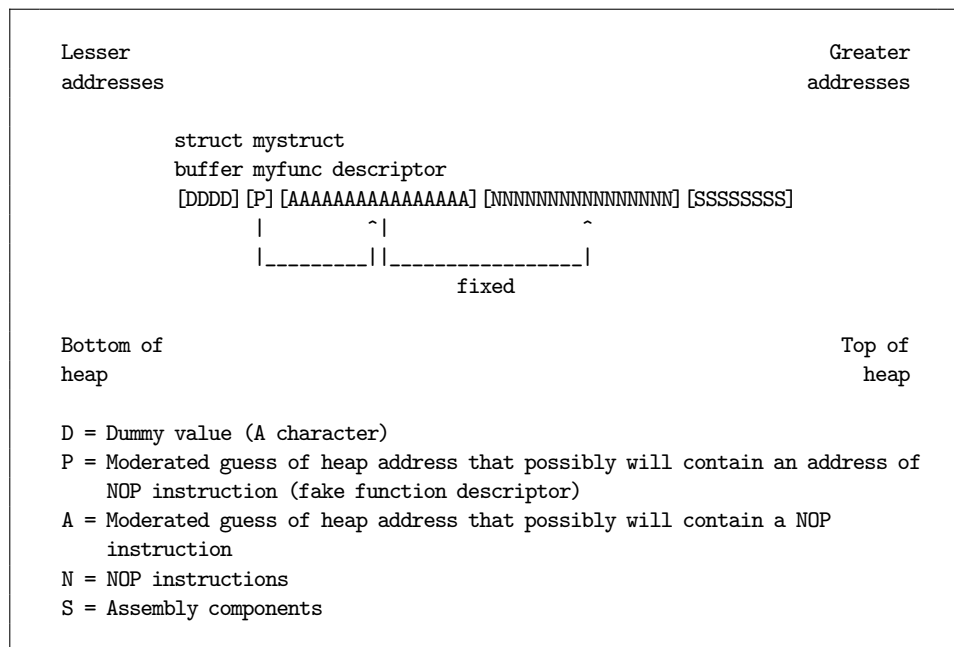 Lesser Greater
addresses addresses
struct mystruct
buffer myfunc descriptor
[DDDD][P][AAAAAAAAAAAAAAAA][NNNNNNNNNNNNNNNN][SSSSSSSS]
| ^| ^
|_________||_________________|
fixed
Bottom of Top of
heap heap
D = Dummy value (A character)
P = Moderated guess of heap address that possibly will contain an address of
NOP instruction (fake function descriptor)
A = Moderated guess of heap address that possibly will contain a NOP
instruction
N = NOP instructions
S = Assembly components